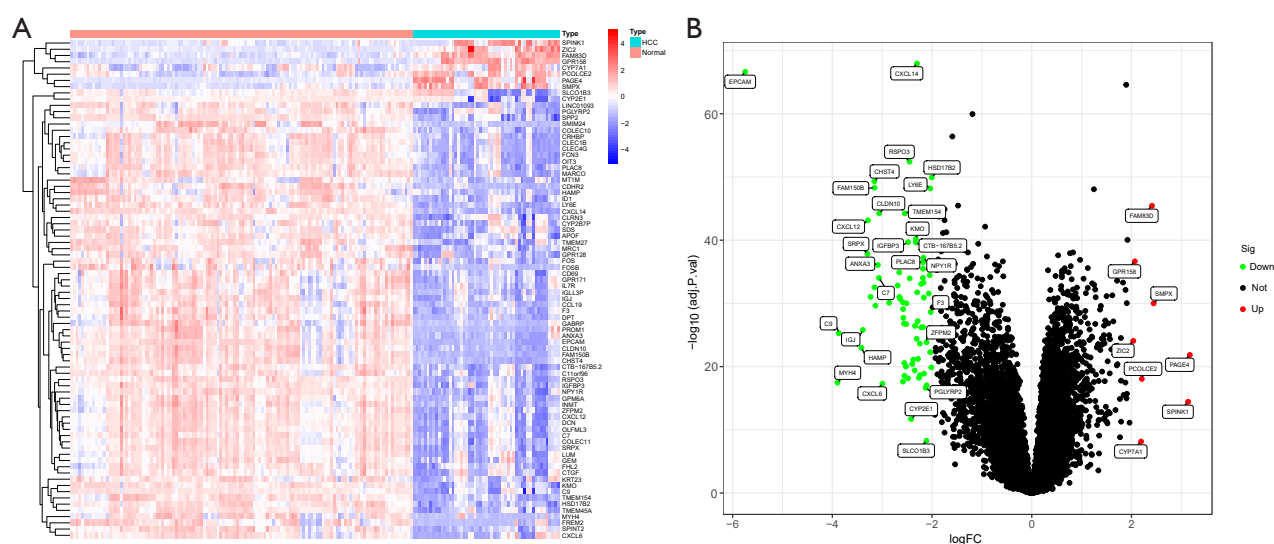 A
Type
SPINK1
ZIC2
FAM83D
GPR158
CYP7A1
PCOLCE2
PAGE4
SMPX
SLCO1B3
CYP2E1
LINC01093
PGLYRP2
SPP2
SMIM24
COLEC10
CRHBP
CLEC1B
CLEC4G
FCN3
OIT3
PLAC8
MARCO
MT1M
CDHR2
HAMP
ID1
LY6E
CXCL14
CLRN3
CYP2B7P
SDS
APOF
TMEM27
MRC1
GPR128
FOS
FOSB
CD69
GPR171
IL7R
IGLL3P
IGJ
CCL19
F3
DPT
GABRP
PROM1
ANXA3
EPCAM
CLDN10
FAM150B
CHST4
CTB-167B5.2
C11orf96
RSPO3
IGFBP3
NPY1R
GPM6A
INMT
ZFPM2
CXCL12
DCN
OLFML3
C7
COLEC11
SRPX
LUM
GEM
FHL2
CTGF
KRT23
KMO
C9
TMEM154
HSD17B2
TMEM45A
MYH4
FREM2
SPINT2
CXCL6
4
2
0
−2
−4
Type
HCC
Normal
B
−log10 (adj.P.val)
60
40
20
0
−6
−4
−2
0
2
logFC
EPCAM
CXCL14
RSPO3
HSD17B2
CHST4
FAM150B
LY6E
CLDN10
TMEM154
CXCL12
KMO
SRPX
IGFBP3
CTB−167B5.2
ANXA3
PLAC8
NPY1R
C7
F3
C9
IGJ
ZFPM2
HAMP
MYH4
CXCL6
PGLYRP2
CYP2E1
SLCO1B3
FAM83D
GPR158
SMPX
ZIC2
PCOLCE2
PAGE4
SPINK1
CYP7A1
Sig
Down
Not
Up